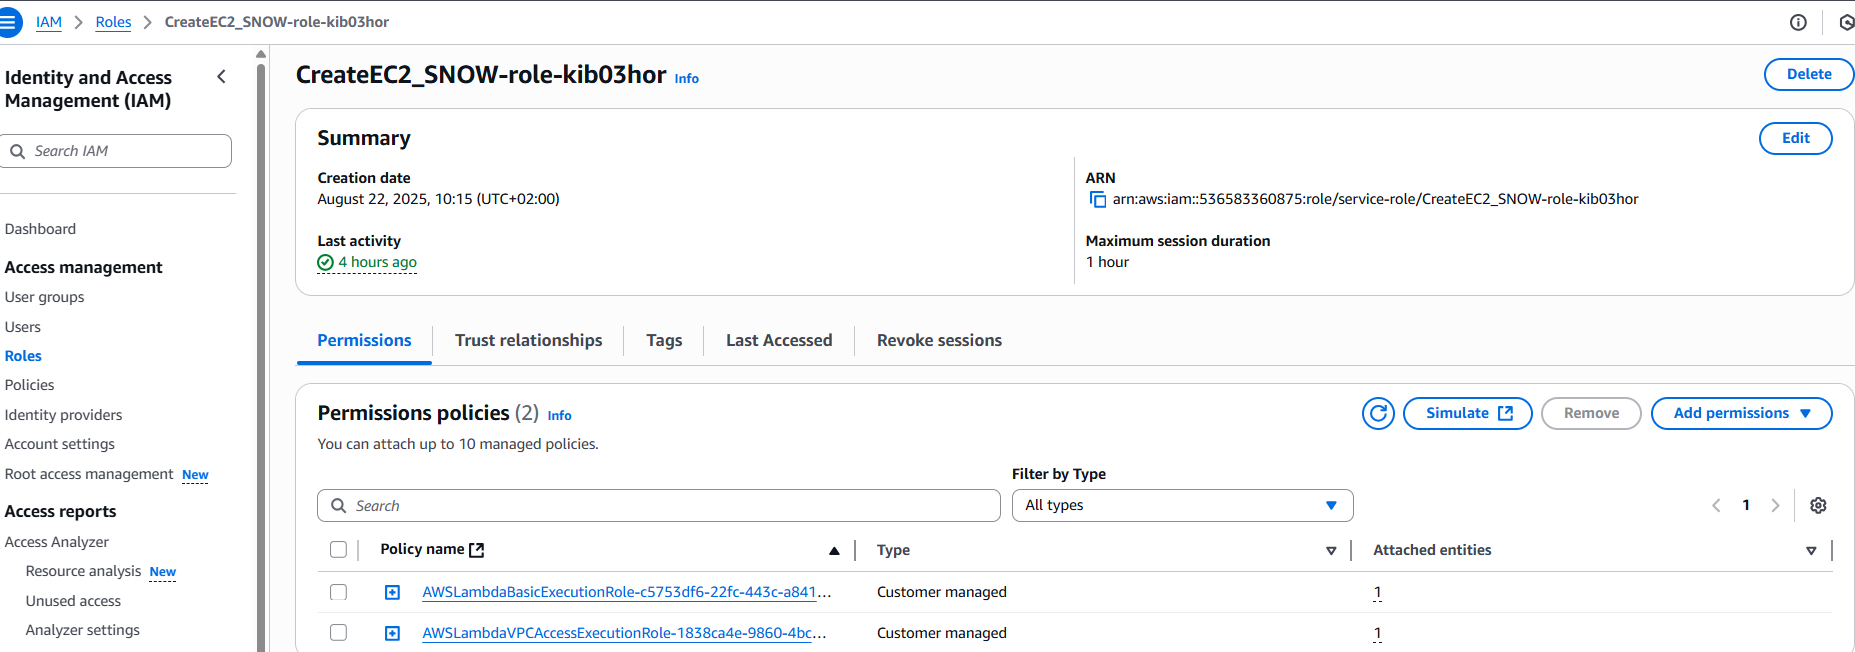 IAM > Roles > CreateEC2_SNOW-role-kib03hor
Identity and Access
Management (IAM)
Search IAM
Dashboard
Access management
User groups
Users
Roles
Policies
Identity providers
Account settings
Root access management New
Access reports
Access Analyzer
Resource analysis New
Unused access
Analyzer settings
CreateEC2_SNOW-role-kib03hor Info
Delete
Summary
Edit
Creation date
August 22, 2025, 10:15 (UTC+02:00)
ARN
arn:aws:iam::536583360875:role/service-role/CreateEC2_SNOW-role-kib03hor
Last activity
4 hours ago
Maximum session duration
1 hour
Permissions
Trust relationships
Tags
Last Accessed
Revoke sessions
Permissions policies (2) Info
You can attach up to 10 managed policies.
Simulate
Remove
Add permissions
Filter by Type
Search
All types
1
Policy name
Type
Attached entities
AWSLambdaBasicExecutionRole-c5753df6-22fc-443c-a841... Customer managed 1
AWSLambdaVPCAccessExecutionRole-1838ca4e-9860-4bc... Customer managed 1